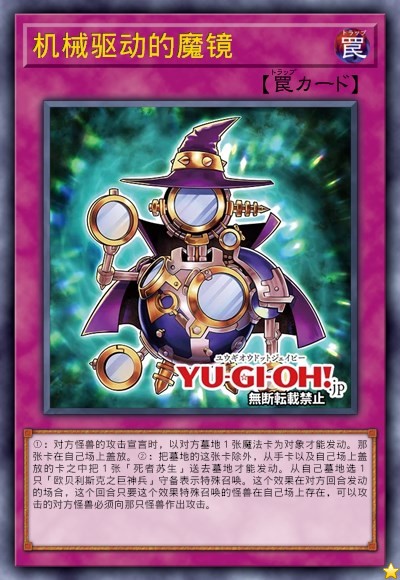 机械驱动的魔镜
トラップ
罠
トラップ
【罠カード】
ユウギオウドットジェイピー
YU-GI-OH!.jp
無断転載禁止
①：对方怪兽的攻击宣言时，以对方墓地1张魔法卡为对象才能发动。那
张卡在自己场上盖放。②：把墓地的这张卡除外，从手卡以及自己场上盖
放的卡之中把1张「死者苏生」送去墓地才能发动。从自己墓地选1
只「欧贝利斯克之巨神兵」守备表示特殊召唤。这个效果在对方回合发动
的场合，这个回合只要这个效果特殊召唤的怪兽在自己场上存在，可以攻
击的对方怪兽必须向那只怪兽作出攻击。